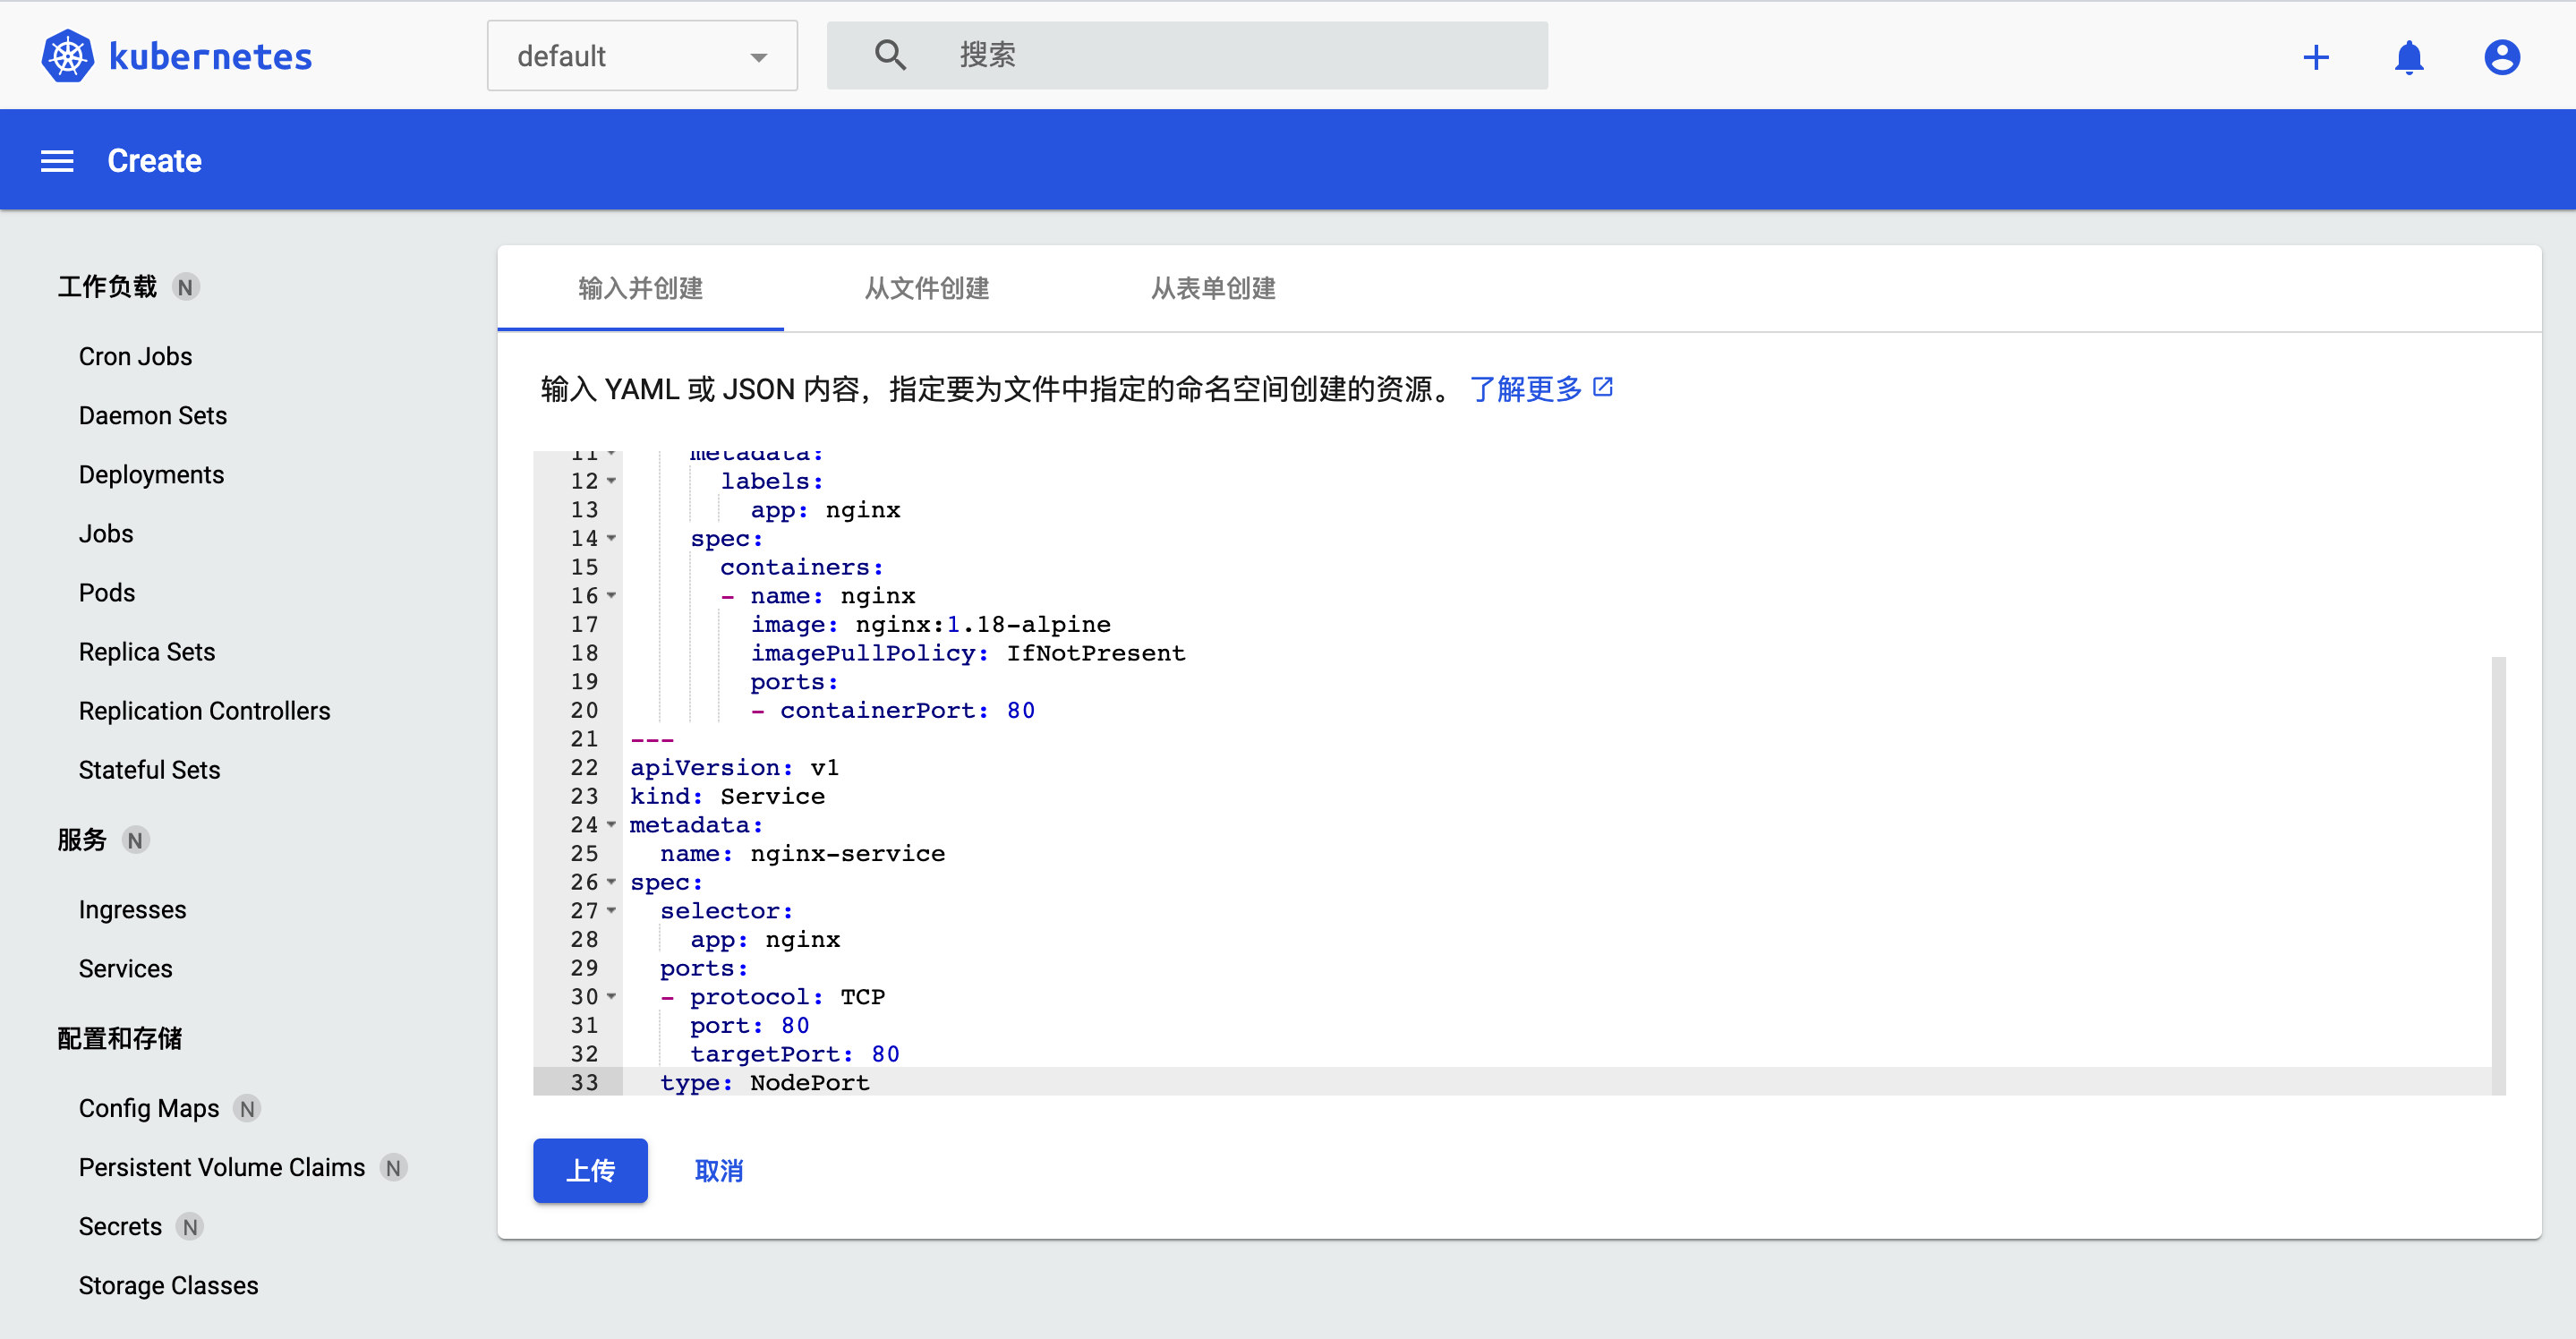 kubernetes
default
搜索
Create
工作负载 N
Cron Jobs
Daemon Sets
Deployments
Jobs
Pods
Replica Sets
Replication Controllers
Stateful Sets
服务 N
Ingresses
Services
配置和存储
Config Maps N
Persistent Volume Claims N
Secrets N
Storage Classes
输入并创建 从文件创建 从表单创建
输入 YAML 或 JSON 内容，指定要为文件中指定的命名空间创建的资源。 了解更多
11 metadata:
12 labels:
13 app: nginx
14 spec:
15 containers:
16 - name: nginx
17 image: nginx:1.18-alpine
18 imagePullPolicy: IfNotPresent
19 ports:
20 - containerPort: 80
21 ---
22 apiVersion: v1
23 kind: Service
24 metadata:
25 name: nginx-service
26 spec:
27 selector:
28 app: nginx
29 ports:
30 - protocol: TCP
31 port: 80
32 targetPort: 80
33 type: NodePort
上传 取消